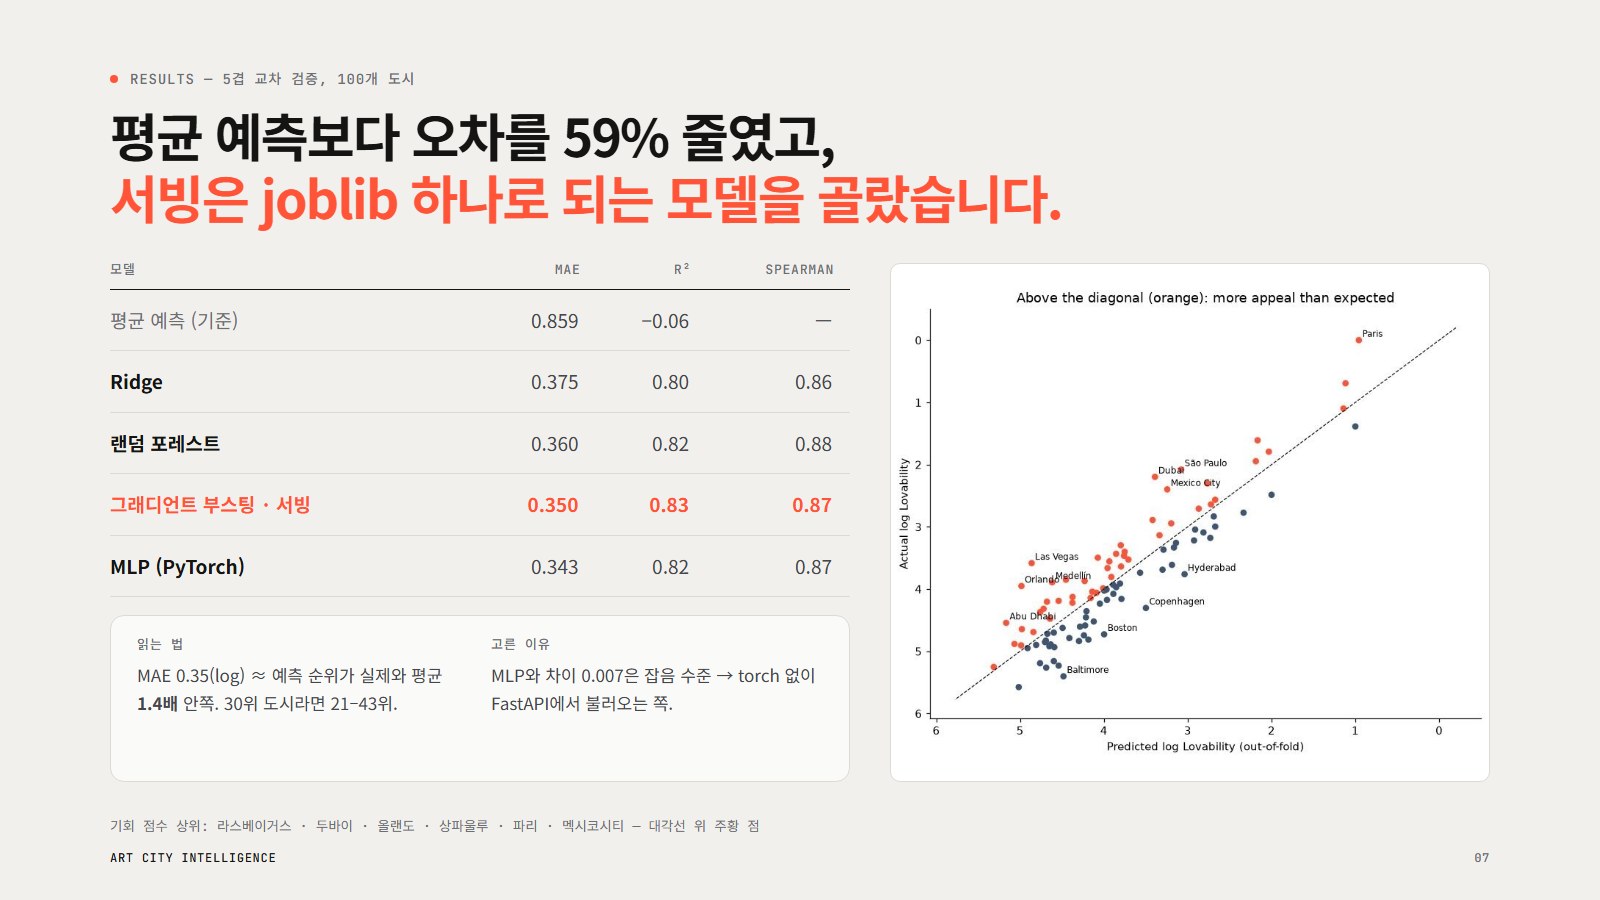 RESULTS — 5겹 교차 검증, 100개 도시
평균 예측보다 오차를 59% 줄였고,
서빙은 joblib 하나로 되는 모델을 골랐습니다.
모델 MAE R² SPEARMAN
평균 예측 (기준) 0.859 −0.06 —
Ridge 0.375 0.80 0.86
랜덤 포레스트 0.360 0.82 0.88
그래디언트 부스팅 · 서빙 0.350 0.83 0.87
MLP (PyTorch) 0.343 0.82 0.87
읽는 법
MAE 0.35(log) ≈ 예측 순위가 실제와 평균
1.4배 안쪽. 30위 도시라면 21–43위.
고른 이유
MLP와 차이 0.007은 잡음 수준 → torch 없이
FastAPI에서 불러오는 쪽.
Above the diagonal (orange): more appeal than expected
Actual log Lovability
0
1
2
3
4
5
6
Paris
São Paulo
Dubai
Mexico City
Las Vegas
Medellín
Orlando
Hyderabad
Copenhagen
Abu Dhabi
Boston
Baltimore
6 5 4 3 2 1 0
Predicted log Lovability (out-of-fold)
기회 점수 상위: 라스베이거스 · 두바이 · 올랜도 · 상파울루 · 파리 · 멕시코시티 — 대각선 위 주황 점
ART CITY INTELLIGENCE
07